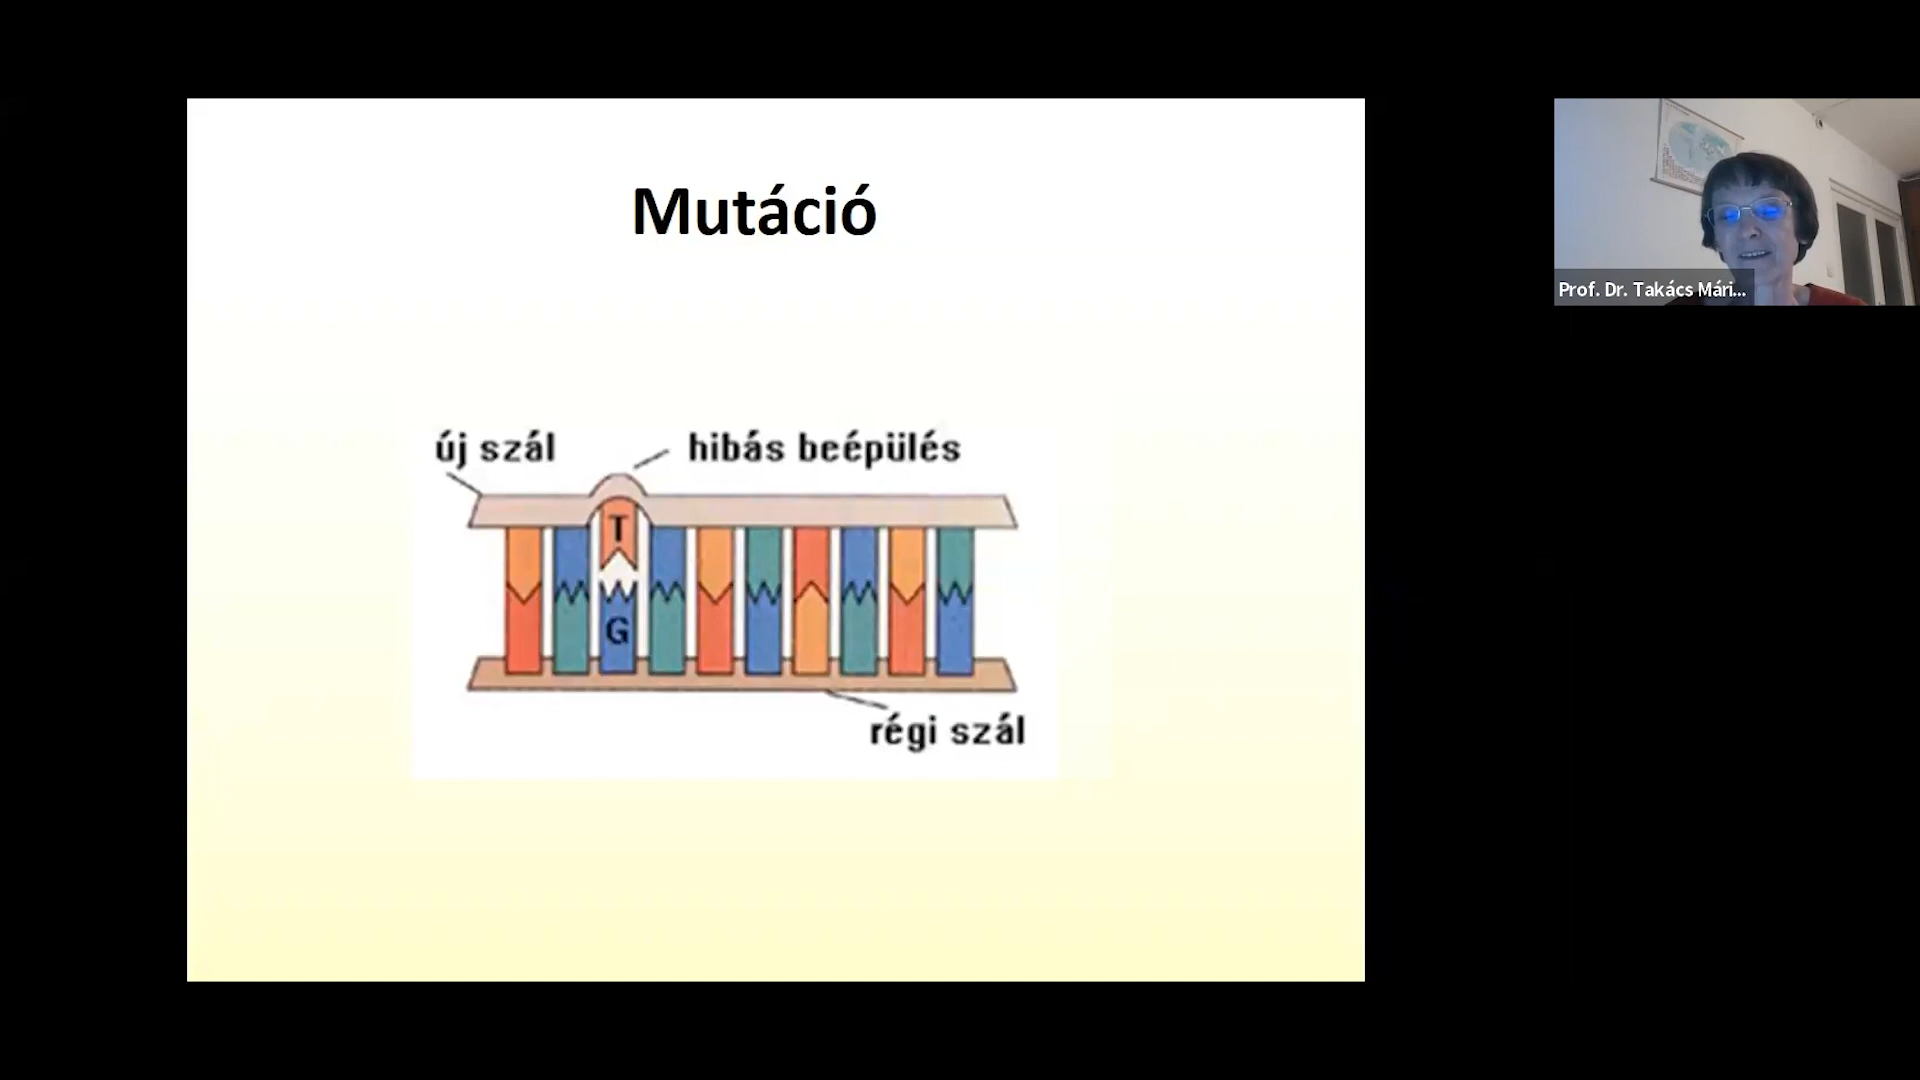 Mutáció
új szál
hibás beépülés
T
G
régi szál
Prof. Dr. Takács Mári...